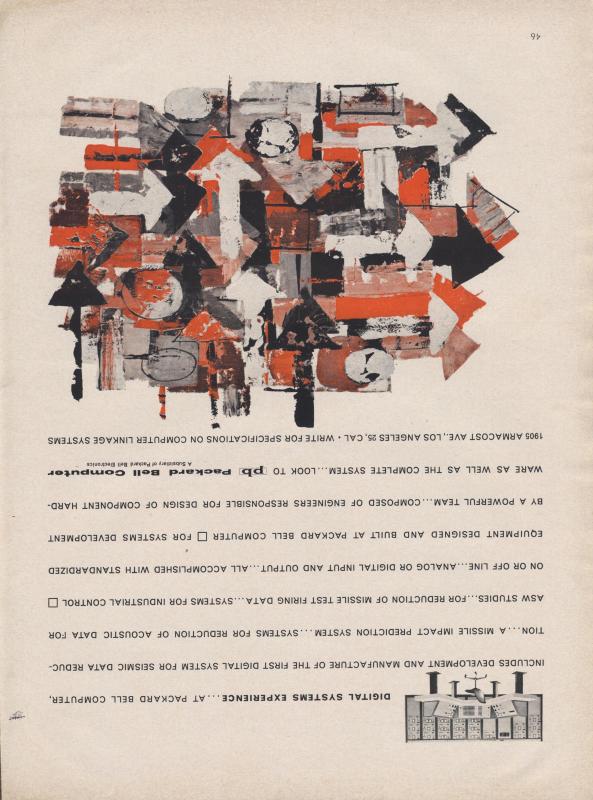 DIGITAL SYSTEMS EXPERIENCE...AT PACKARD BELL COMPUTER,
INCLUDES DEVELOPMENT AND MANUFACTURE OF THE FIRST DIGITAL SYSTEM FOR SEISMIC DATA REDUC-
TION...A MISSILE IMPACT PREDICTION SYSTEM...SYSTEMS FOR REDUCTION OF ACOUSTIC DATA FOR
ASW STUDIES...FOR REDUCTION OF MISSILE TEST FIRING DATA...SYSTEMS FOR INDUSTRIAL CONTROL □
ON OR OFF LINE...ANALOG OR DIGITAL INPUT AND OUTPUT...ALL ACCOMPLISHED WITH STANDARDIZED
EQUIPMENT DESIGNED AND BUILT AT PACKARD BELL COMPUTER □ FOR SYSTEMS DEVELOPMENT
BY A POWERFUL TEAM...COMPOSED OF ENGINEERS RESPONSIBLE FOR DESIGN OF COMPONENT HARD-
WARE AS WELL AS THE COMPLETE SYSTEM...LOOK TO pb Packard Bell Computer
A Subsidiary of Packard Bell Electronics
1905 ARMACOST AVE., LOS ANGELES 25, CAL • WRITE FOR SPECIFICATIONS ON COMPUTER LINKAGE SYSTEMS
46